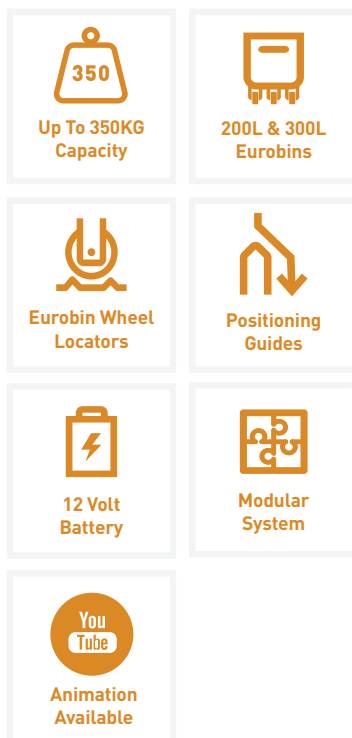 350
Up To 350KG
Capacity
200L & 300L
Eurobins
Eurobin Wheel
Locators
Positioning
Guides
12 Volt
Battery
Modular
System
You
Tube
Animation
Available